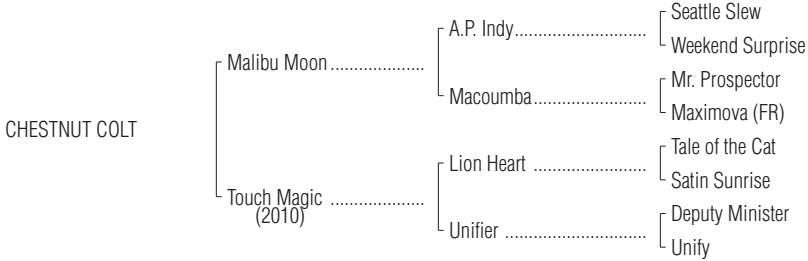 Seattle Slew
A.P. Indy............................
Weekend Surprise
Malibu Moon ....................
Mr. Prospector
Macoumba........................
Maximova (FR)
CHESTNUT COLT
Tale of the Cat
Lion Heart ........................
Satin Sunrise
Touch Magic ....................
(2010)
Deputy Minister
Unifier ..............................
Unify